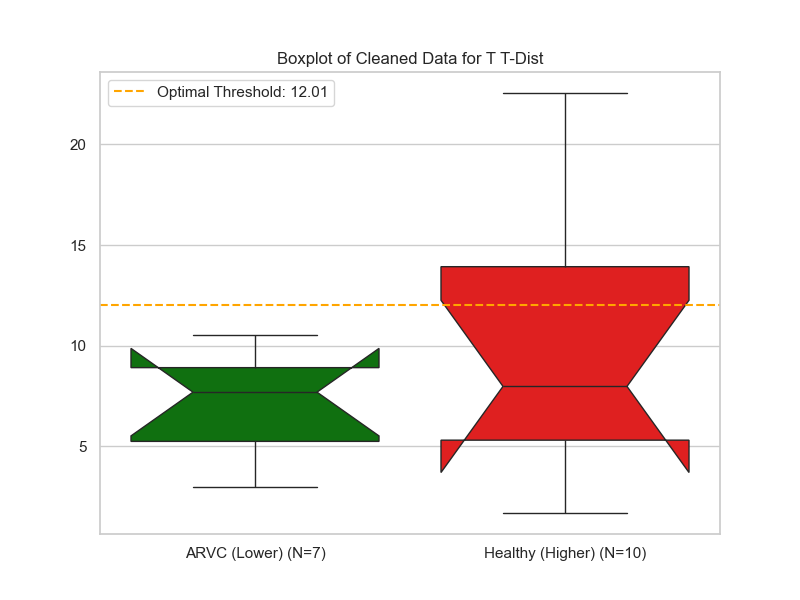 Boxplot of Cleaned Data for T T-Dist
Optimal Threshold: 12.01
20
15
10
5
ARVC (Lower) (N=7)
Healthy (Higher) (N=10)